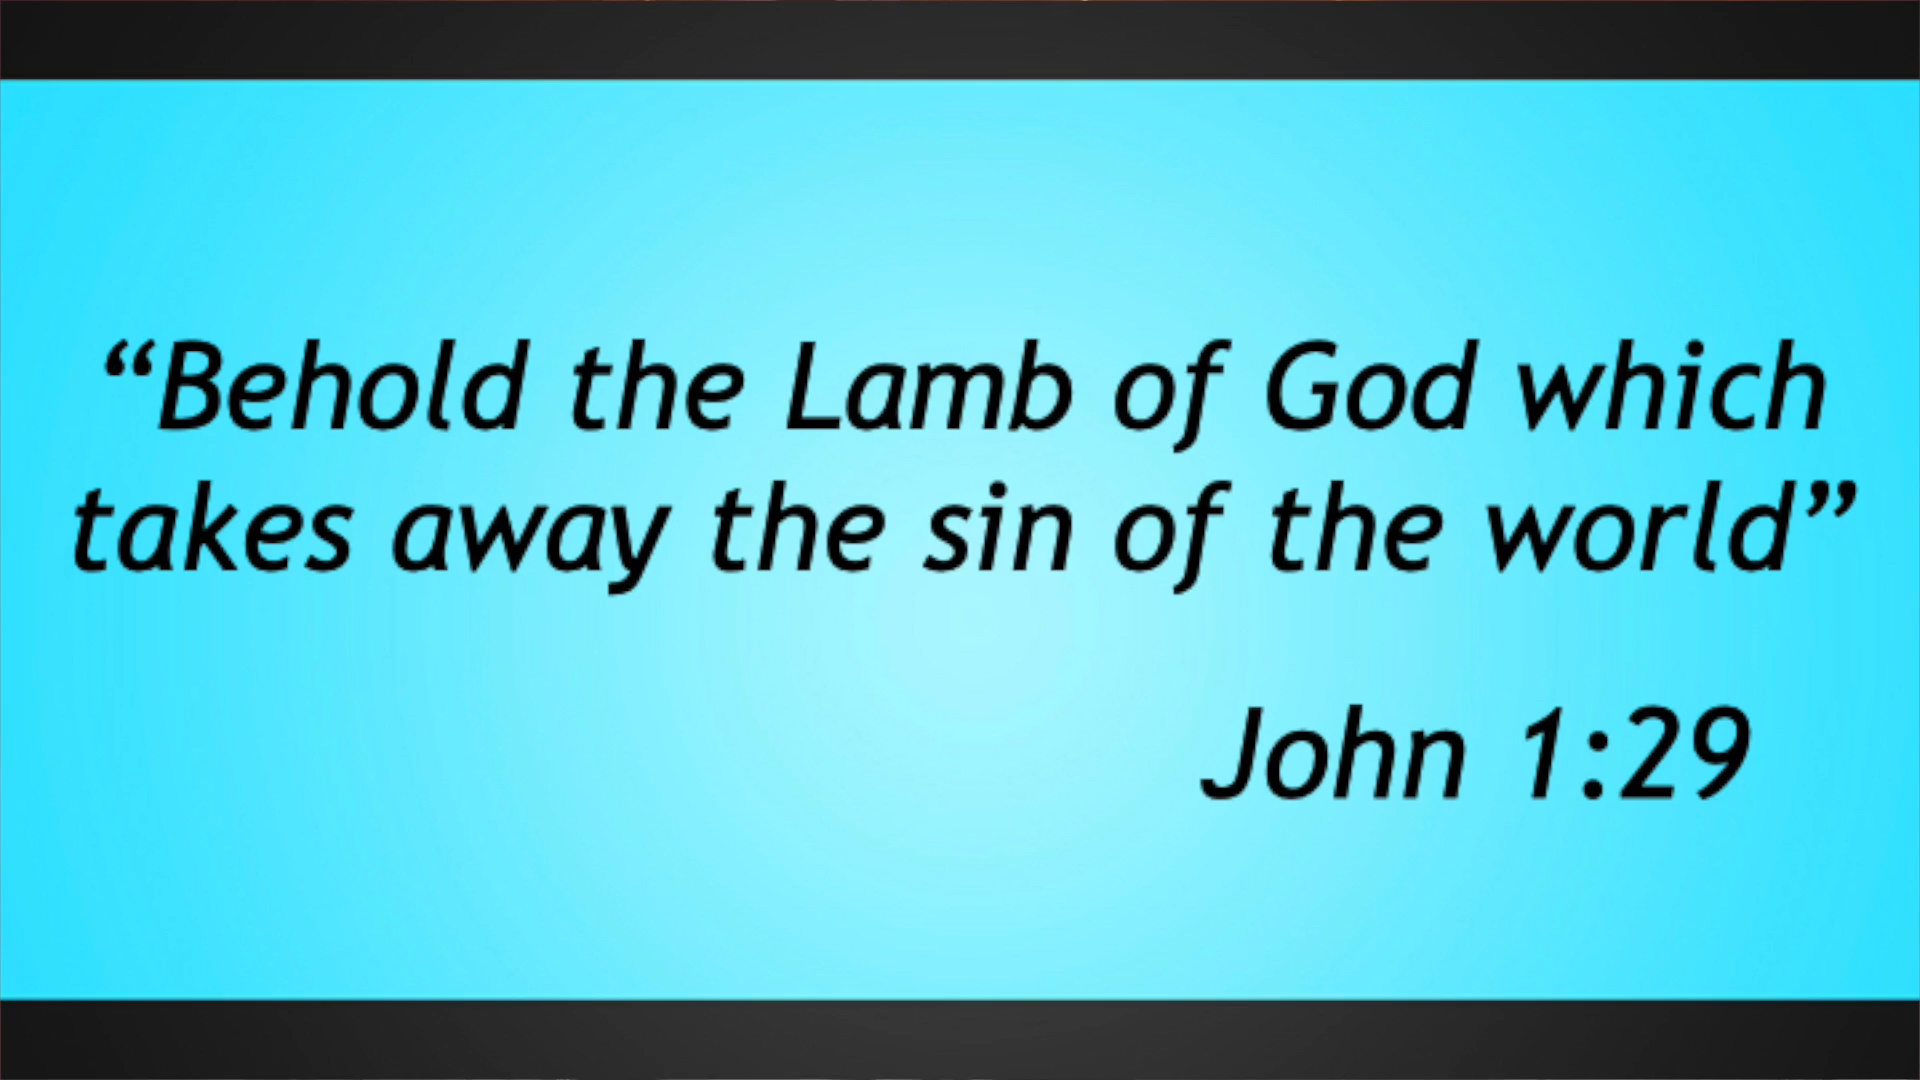 “Behold the Lamb of God which
takes away the sin of the world”
John 1:29